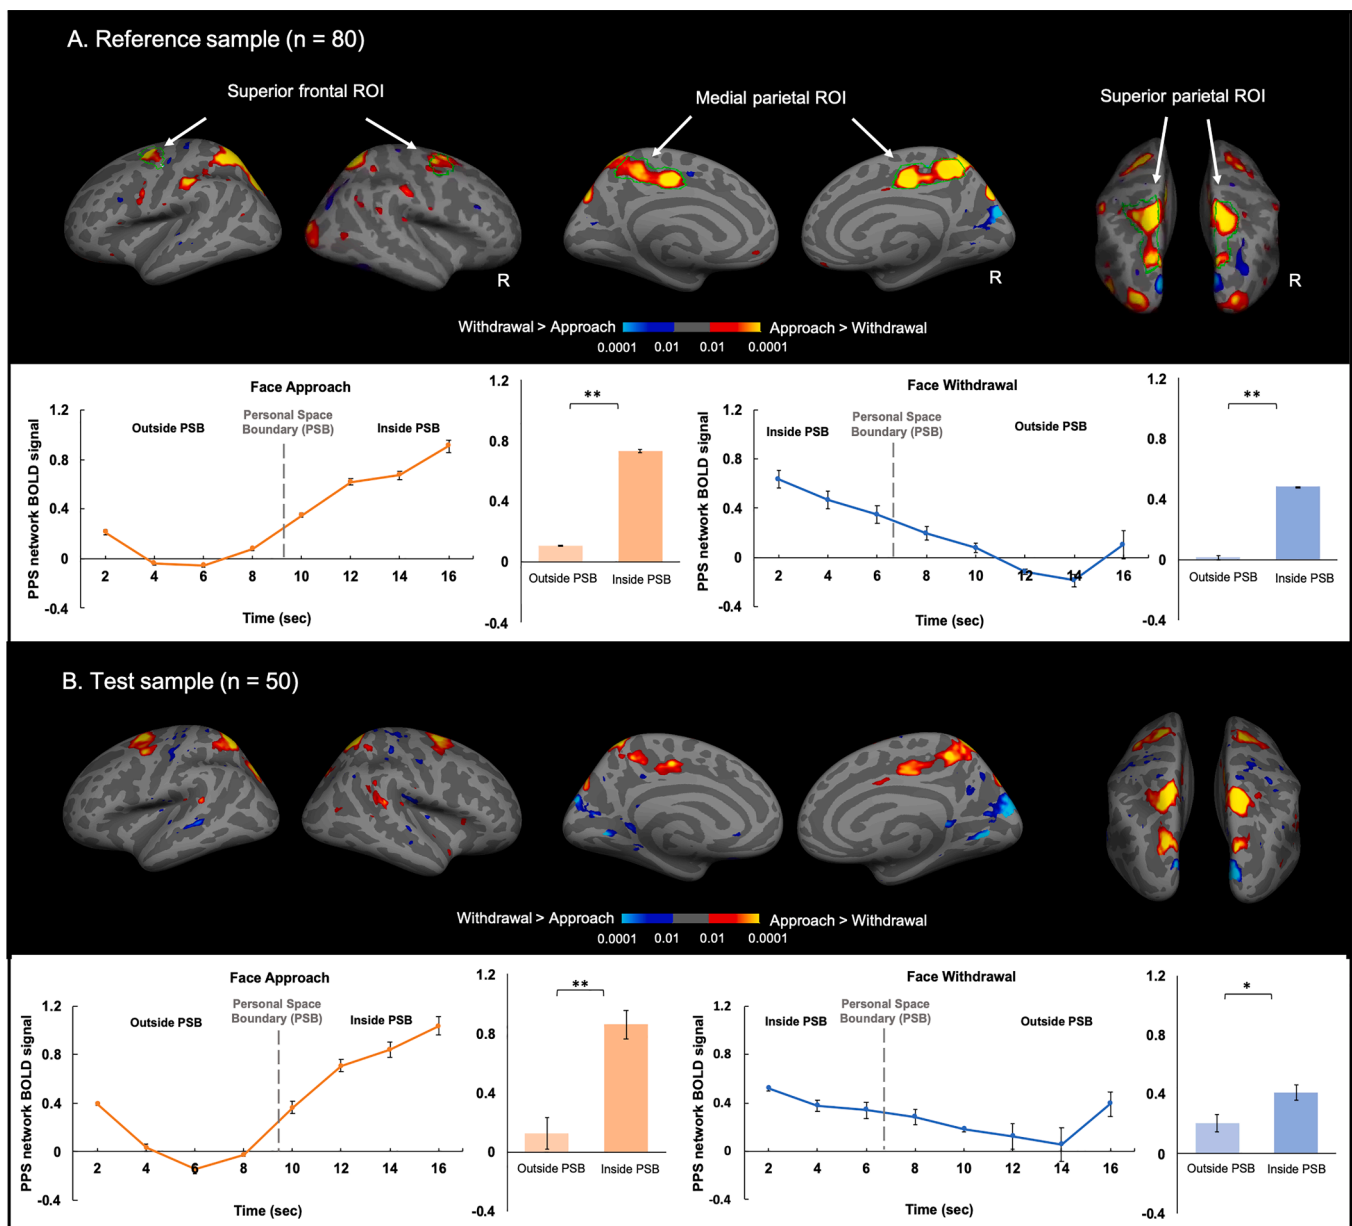 A. Reference sample (n = 80)
Superior frontal ROI
Medial parietal ROI
Superior parietal ROI
R
R
R
Withdrawal > Approach
Approach > Withdrawal
0.0001 0.01 0.01 0.0001
Face Approach
PPS network BOLD signal
1.2
0.8
0.4
0
-0.4
Outside PSB
Personal Space
Boundary (PSB)
Inside PSB
2 4 6 8 10 12 14 16
Time (sec)
1.2
0.8
0.4
0
-0.4
**
Outside PSB
Inside PSB
Face Withdrawal
PPS network BOLD signal
1.2
0.8
0.4
0
-0.4
Inside PSB
Personal Space
Boundary (PSB)
Outside PSB
2 4 6 8 10 12 14 16
Time (sec)
1.2
0.8
0.4
0
-0.4
**
Outside PSB
Inside PSB
B. Test sample (n = 50)
Withdrawal > Approach
Approach > Withdrawal
0.0001 0.01 0.01 0.0001
Face Approach
PPS network BOLD signal
1.2
0.8
0.4
0
-0.4
Outside PSB
Personal Space
Boundary (PSB)
Inside PSB
2 4 6 8 10 12 14 16
Time (sec)
1.2
0.8
0.4
0
-0.4
**
Outside PSB
Inside PSB
Face Withdrawal
PPS network BOLD signal
1.2
0.8
0.4
0
-0.4
Inside PSB
Personal Space
Boundary (PSB)
Outside PSB
2 4 6 8 10 12 14 16
Time (sec)
1.2
0.8
0.4
0
-0.4
*
Outside PSB
Inside PSB